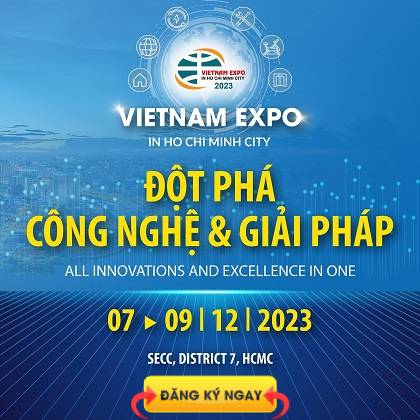 VIETNAM EXPO
IN HO CHI MINH CITY
2023
VIETNAM EXPO
IN HO CHI MINH CITY
ĐỘT PHÁ
CÔNG NGHỆ & GIẢI PHÁP
ALL INNOVATIONS AND EXCELLENCE IN ONE
07 ▶ 09 | 12 | 2023
SECC, DISTRICT 7, HCMC
ĐĂNG KÝ NGAY